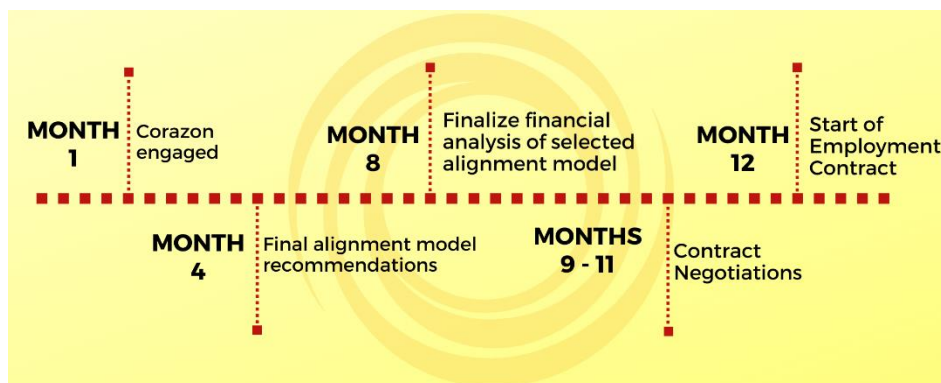 MONTH
1
Corazon
engaged
MONTH
4
Final alignment model
recommendations
MONTH
8
Finalize financial
analysis of selected
alignment model
MONTHS
9 - 11
Contract
Negotiations
MONTH
12
Start of
Employment
Contract